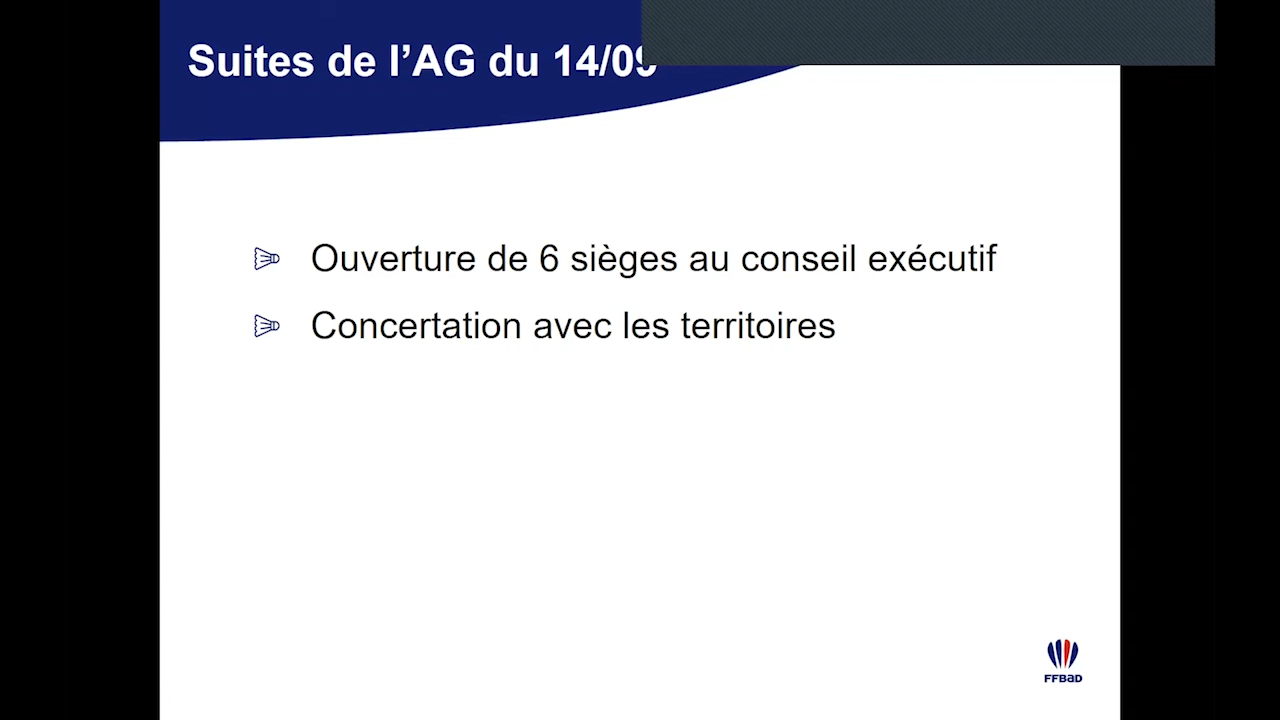 Suites de l’AG du 14/09
Ouverture de 6 sièges au conseil exécutif
Concertation avec les territoires
FFBaD